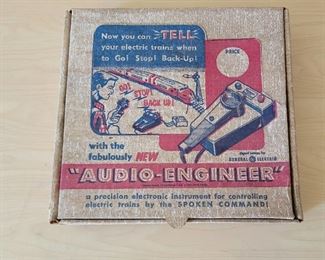 Now you can "TELL"
your electric trains when
to Go! Stop! Back-Up!
PRICE
GO!
STOP!
BACK UP!
with the
fabulously NEW
GENERAL ELECTRIC
"AUDIO-ENGINEER"
a precision electronic instrument for controlling
electric trains by the SPOKEN COMMAND!